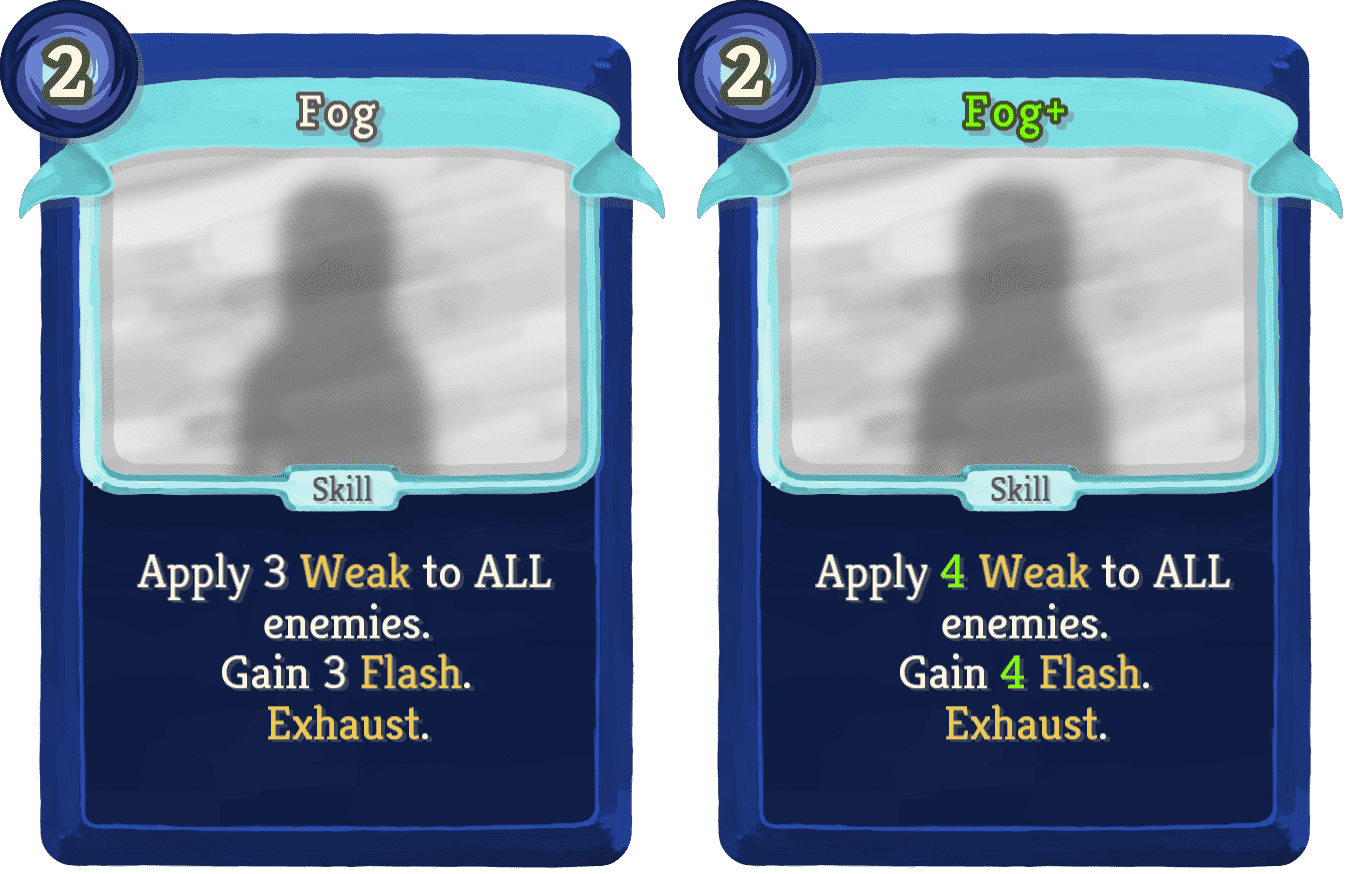 2
Fog
Skill
Apply 3 Weak to ALL
enemies.
Gain 3 Flash.
Exhaust.
2
Fog+
Skill
Apply 4 Weak to ALL
enemies.
Gain 4 Flash.
Exhaust.